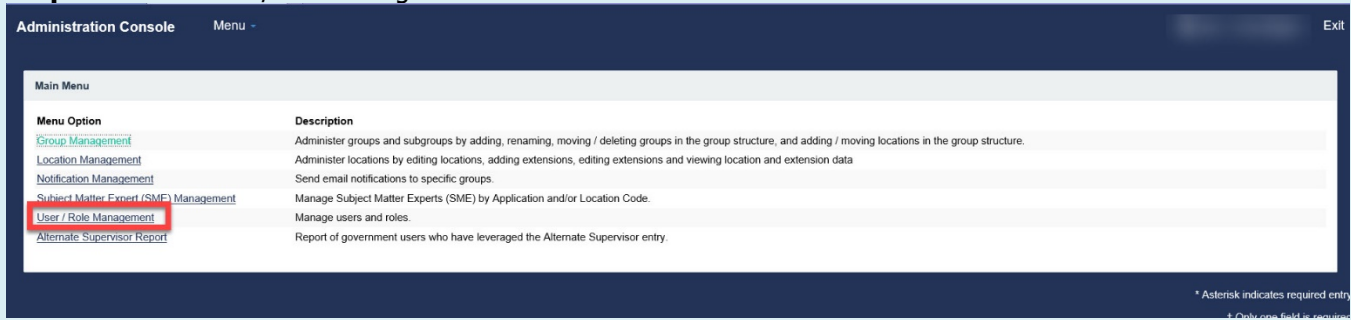 Administration Console Menu Exit
Main Menu
Menu Option Description
Group Management Administer groups and subgroups by adding, renaming, moving / deleting groups in the group structure, and adding / moving locations in the group structure.
Location Management Administer locations by editing locations, adding extensions, editing extensions and viewing location and extension data
Notification Management Send email notifications to specific groups.
Subject Matter Expert (SME) Management Manage Subject Matter Experts (SME) by Application and/or Location Code.
User / Role Management Manage users and roles.
Alternate Supervisor Report Report of government users who have leveraged the Alternate Supervisor entry.
* Asterisk indicates required entry
† Only one field is required